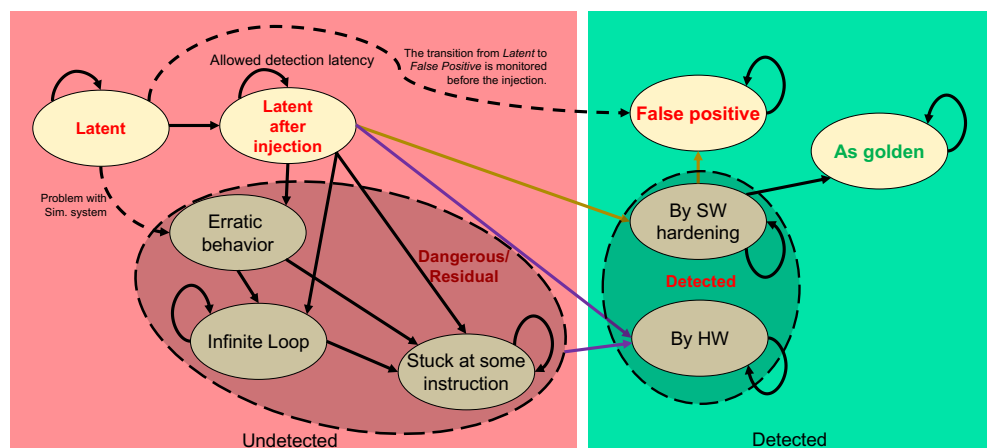 Allowed detection latency
The transition from Latent to
False Positive is monitored
before the injection.
Latent
Latent
after
injection
False positive
As golden
Problem with
Sim. system
Erratic
behavior
By SW
hardening
Dangerous/
Residual
Detected
Infinite Loop
Stuck at some
instruction
By HW
Undetected
Detected